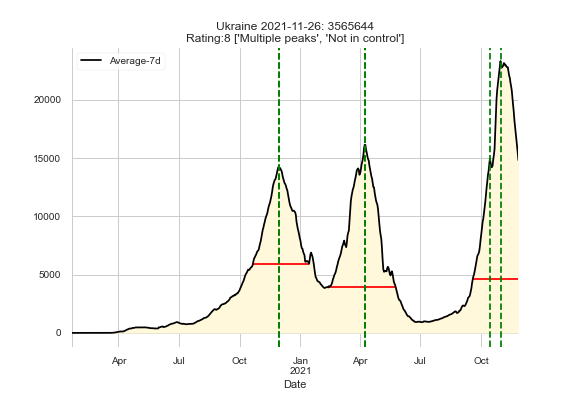 Ukraine 2021-11-26: 3565644
Rating:8 ['Multiple peaks', 'Not in control']
Average-7d
20000
15000
10000
5000
0
Apr Jul Oct Jan Apr Jul Oct
2021
Date